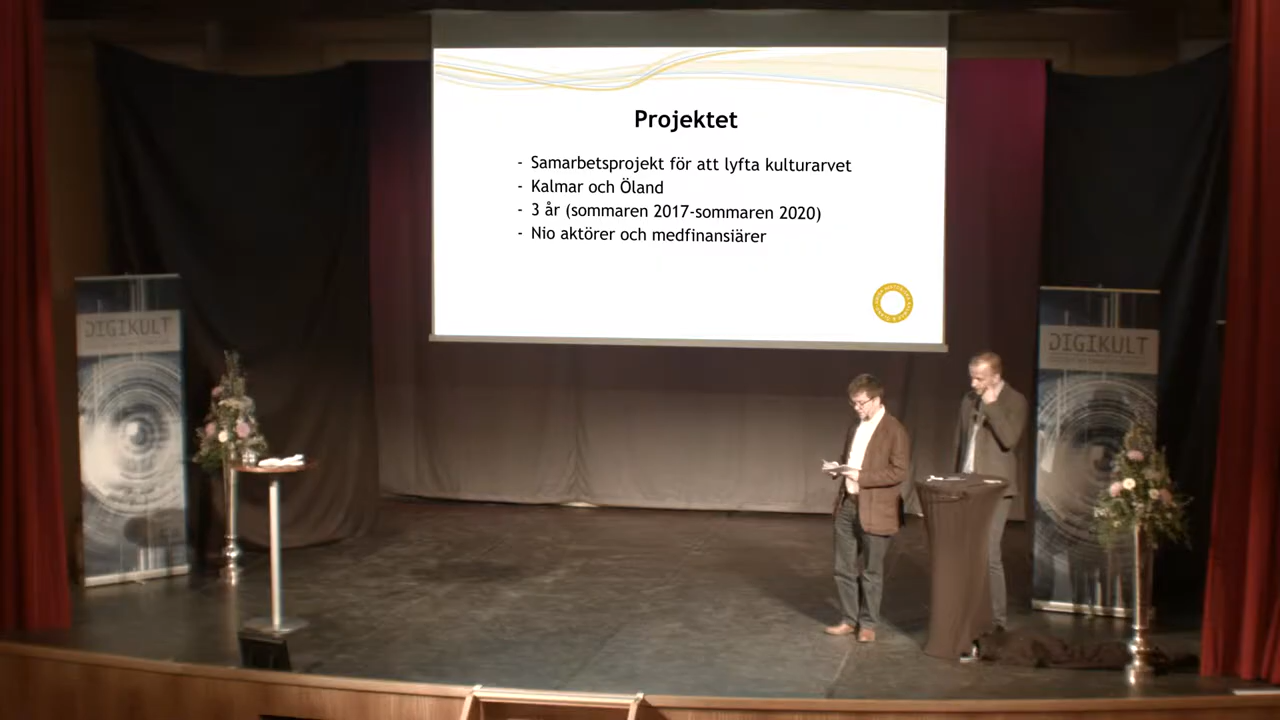 Projektet
- Samarbetsprojekt för att lyfta kulturarvet
- Kalmar och Öland
- 3 år (sommaren 2017-sommaren 2020)
- Nio aktörer och medfinansiärer
DIGIKULT
DIGIKULT